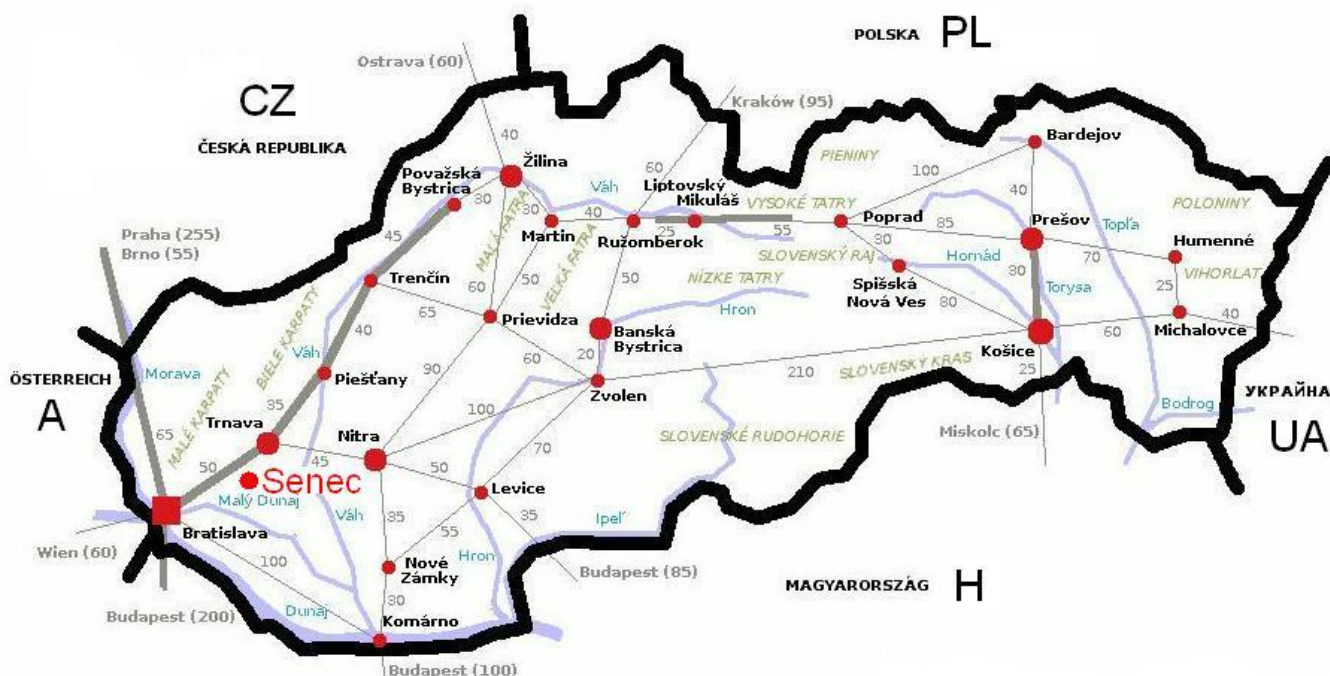 POLSKA PL
Ostrava (60)
CZ
Kraków (95)
ČESKÁ REPUBLIKA
40
Bardejov
Žilina
PIENINY
100
Považská
Bystrica
60
Váh
Liptovský
Mikuláš
40
30
30
VYSOKÉ TATRY
Prešov
POLONINY
MALÁ FATRA
40
Poprad
85
Topľa
Martin
Ružomberok
25
55
Humenné
Praha (255)
Brno (55)
45
30
SLOVENSKÝ RAJ
Hornád
70
VEĽKÁ FATRA
30
VIHORLAT
Trenčín
50
50
NÍZKE TATRY
Spišská
Nová Ves
Torysa
25
60
Hron
80
65
Prievidza
40
BIELE KARPATY
40
Banská
Bystrica
60
Michalovce
Váh
Košice
20
60
ÖSTERREICH
Morava
90
SLOVENSKÝ KRAS
25
A
Piešťany
210
Zvolen
УКРАЙНА
35
MALÉ KARPATY
100
Bodrog
Trnava
Nitra
UA
65
SLOVENSKÉ RUDOHORIE
Miskolc (65)
45
50
70
50
Senec
Levice
Malý Dunaj
35
35
Váh
Ipeľ
Bratislava
55
Wien (60)
100
Nové
Zámky
Hron
Budapest (85)
MAGYARORSZÁG H
30
Dunaj
Budapest (200)
Komárno
Budapest (100)